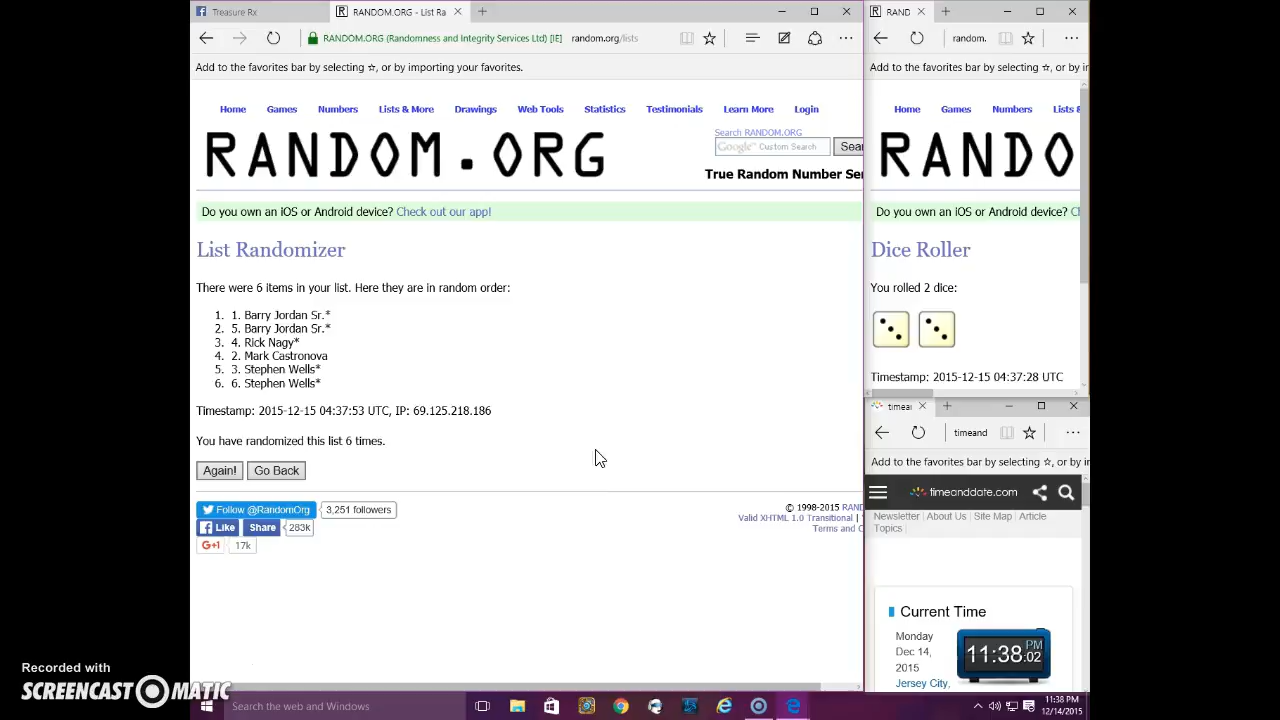 Treasure Rx
RANDOM.ORG - List Ra
RANDOM.ORG (Randomness and Integrity Services Ltd) [IE] random.org/lists
Add to the favorites bar by selecting ☆, or by importing your favorites.
Home Games Numbers Lists & More Drawings Web Tools Statistics Testimonials Learn More Login
RANDOM.ORG
Search RANDOM.ORG
Google™ Custom Search Sear
True Random Number Ser
Do you own an iOS or Android device? Check out our app!
List Randomizer
There were 6 items in your list. Here they are in random order:
1. 1. Barry Jordan Sr.*
2. 5. Barry Jordan Sr.*
3. 4. Rick Nagy*
4. 2. Mark Castronova
5. 3. Stephen Wells*
6. 6. Stephen Wells*
Timestamp: 2015-12-15 04:37:53 UTC, IP: 69.125.218.186
You have randomized this list 6 times.
Again! Go Back
Follow @RandomOrg 3,251 followers
Like Share 283k
G+1 17k
© 1998-2015 RAND
Valid XHTML 1.0 Transitional |
Terms and C
RAND
random.
Add to the favorites bar by selecting ☆, or by i
Home Games Numbers Lists &
RANDO
Do you own an iOS or Android device? Ch
Dice Roller
You rolled 2 dice:
Timestamp: 2015-12-15 04:37:28 UTC
timea
timeand
Add to the favorites bar by selecting ☆, or by i
timeanddate.com
Newsletter About Us Site Map Article
Topics
Current Time
Monday
Dec 14,
2015
Jersey City,
11:38:02 PM
Recorded with
SCREENCAST-O-MATIC
Search the web and Windows
11:38 PM
12/14/2015